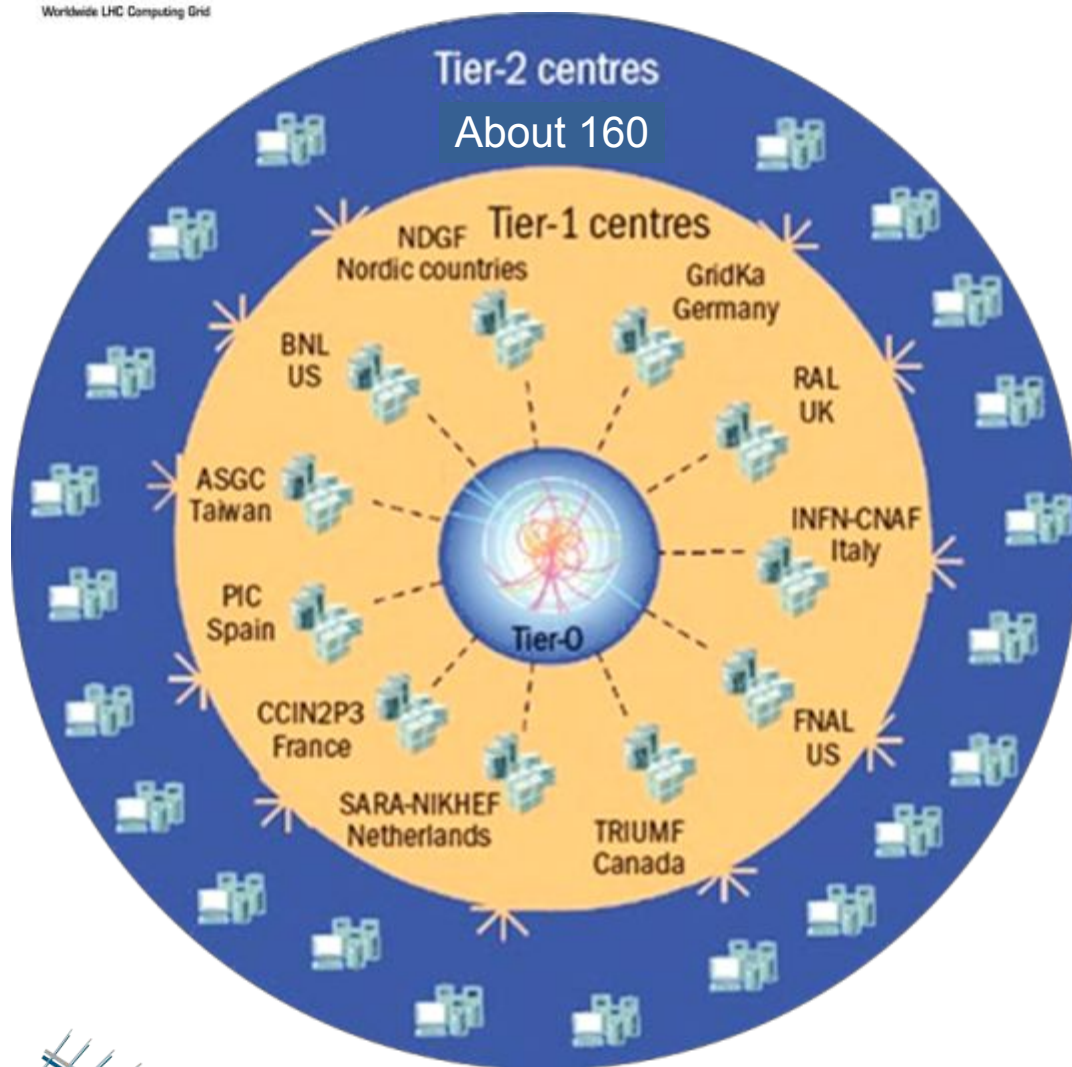 Worldwide LHC Computing Grid
Tier-2 centres
About 160
Tier-1 centres
NDGF
Nordic countries
GridKa
Germany
BNL
US
RAL
UK
ASGC
Taiwan
INFN-CNAF
Italy
PIC
Spain
Tier-0
CCIN2P3
France
FNAL
US
SARA-NIKHEF
Netherlands
TRIUMF
Canada